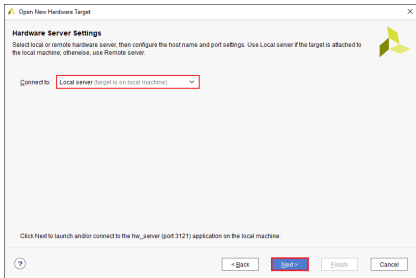 Open New Hardware Target
Hardware Server Settings
Select local or remote hardware server, then configure the host name and port settings. Use Local server if the target is attached to
the local machine; otherwise, use Remote server.
Connect to: Local server (target is on local machine)
Click Next to launch and/or connect to the hw_server (port 3121) application on the local machine.
? < Back Next > Finish Cancel